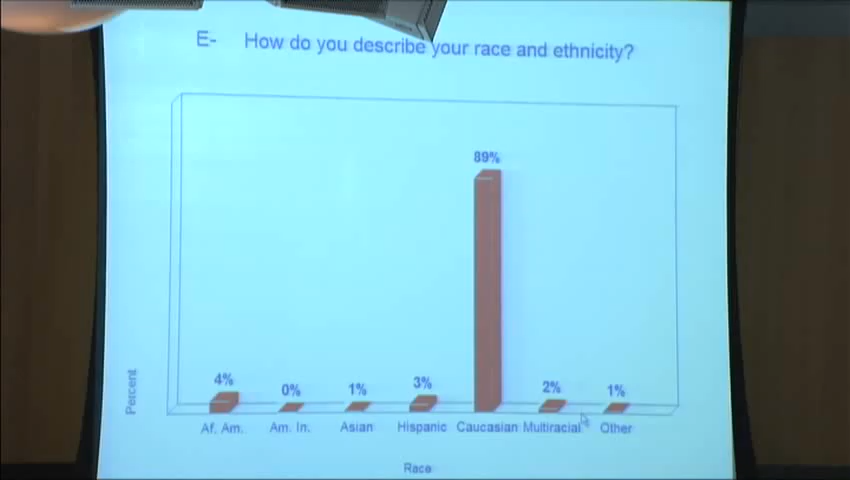 E- How do you describe your race and ethnicity?
89%
4%
0%
1%
3%
2%
1%
Percent
Af. Am.
Am. In.
Asian
Hispanic
Caucasian
Multiracial
Other
Race